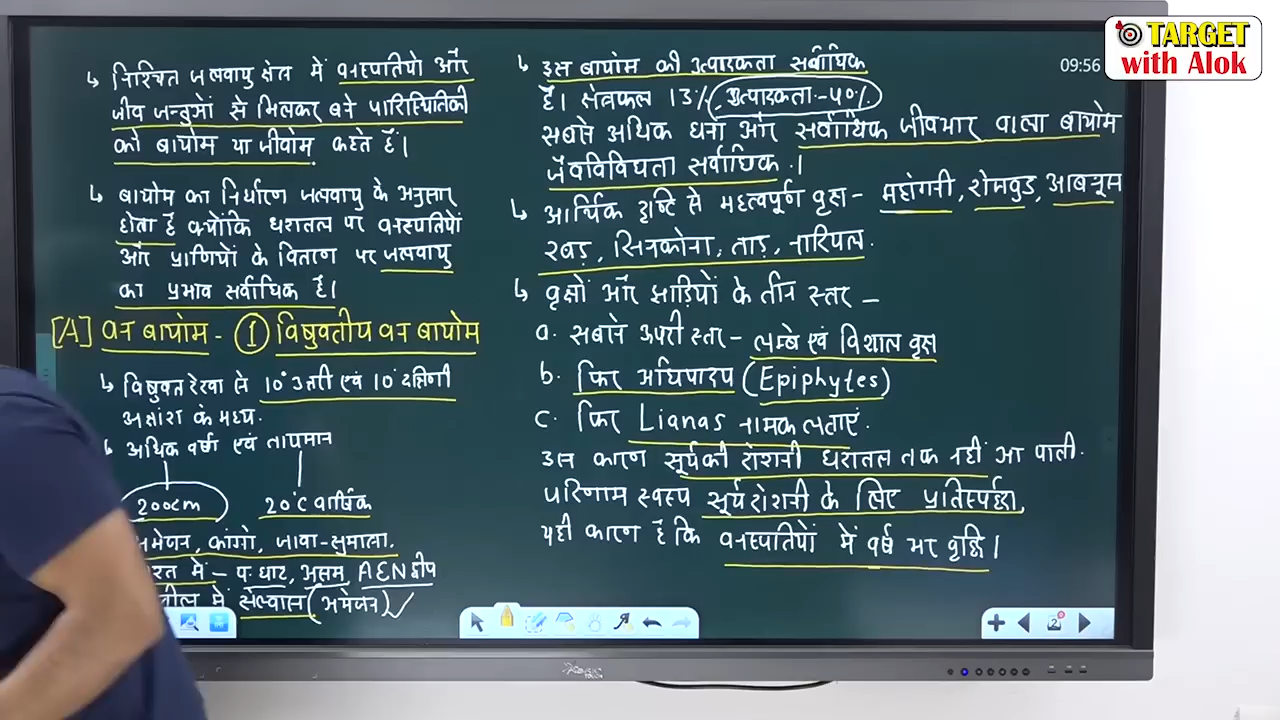 ↳ निश्चित जलवायु क्षेत्र में वनस्पतियो और
जीव जन्तुओं से मिलकर बने पारिस्थितिकी
को बायोम या जीवोम कहते हैं।
↳ बायोम का निर्धारण जलवायु के अनुसार
होता है क्योंकि धरातल पर वनस्पतियों
और प्राणियों के वितरण पर जलवायु
का प्रभाव सर्वाधिक है।
[A] वन बायोम - ① विषुवतीय वन बायोम
↳ विषुवत रेखा से 10° उत्तरी एवं 10° दक्षिणी
अक्षांश के मध्य.
↳ अधिक वर्षा एवं तापमान
200cm 20°C वार्षिक
अमेजन, कांगो, जावा-सुमात्रा.
में - प. घाट, असम, A&N द्वीप
में सेल्वास (अमेजन) ✓
↳ इस बायोम की उत्पादकता सर्वाधिक
है। क्षेत्रफल 13% (उत्पादकता - 40%)
सबसे अधिक घना और सर्वाधिक जीवभार वाला बायोम
जैवविविधता सर्वाधिक.।
↳ आर्थिक दृष्टि से महत्वपूर्ण वृक्ष - महोगनी, रोजवुड, आबनूस
रबड़, सिनकोना, ताड़, नारियल.
↳ वृक्षों और झाड़ियों के तीन स्तर -
a. सबसे ऊपरी स्तर - लम्बे एवं विशाल वृक्ष
b. फिर अधिपादप (Epiphytes)
c. फिर Lianas नामक लताएं.
इस कारण सूर्य की रोशनी धरातल तक नहीं आ पाती.
परिणाम स्वरूप सूर्य रोशनी के लिए प्रतिस्पर्धा,
यही कारण है कि वनस्पतियों में वर्ष भर वृद्धि।
09:56
TARGET
with Alok
2